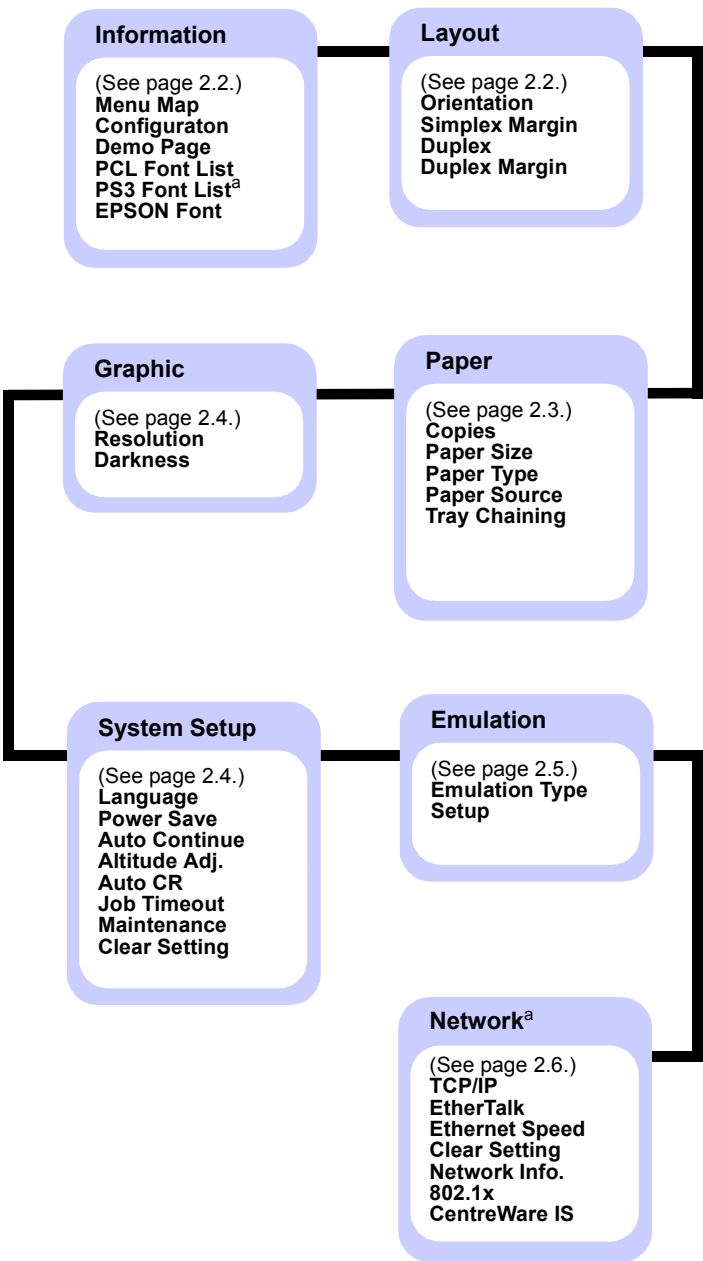 Information
(See page 2.2.)
Menu Map
Configuraton
Demo Page
PCL Font List
PS3 Font Lista
EPSON Font
Layout
(See page 2.2.)
Orientation
Simplex Margin
Duplex
Duplex Margin
Graphic
(See page 2.4.)
Resolution
Darkness
Paper
(See page 2.3.)
Copies
Paper Size
Paper Type
Paper Source
Tray Chaining
System Setup
(See page 2.4.)
Language
Power Save
Auto Continue
Altitude Adj.
Auto CR
Job Timeout
Maintenance
Clear Setting
Emulation
(See page 2.5.)
Emulation Type
Setup
Networka
(See page 2.6.)
TCP/IP
EtherTalk
Ethernet Speed
Clear Setting
Network Info.
802.1x
CentreWare IS